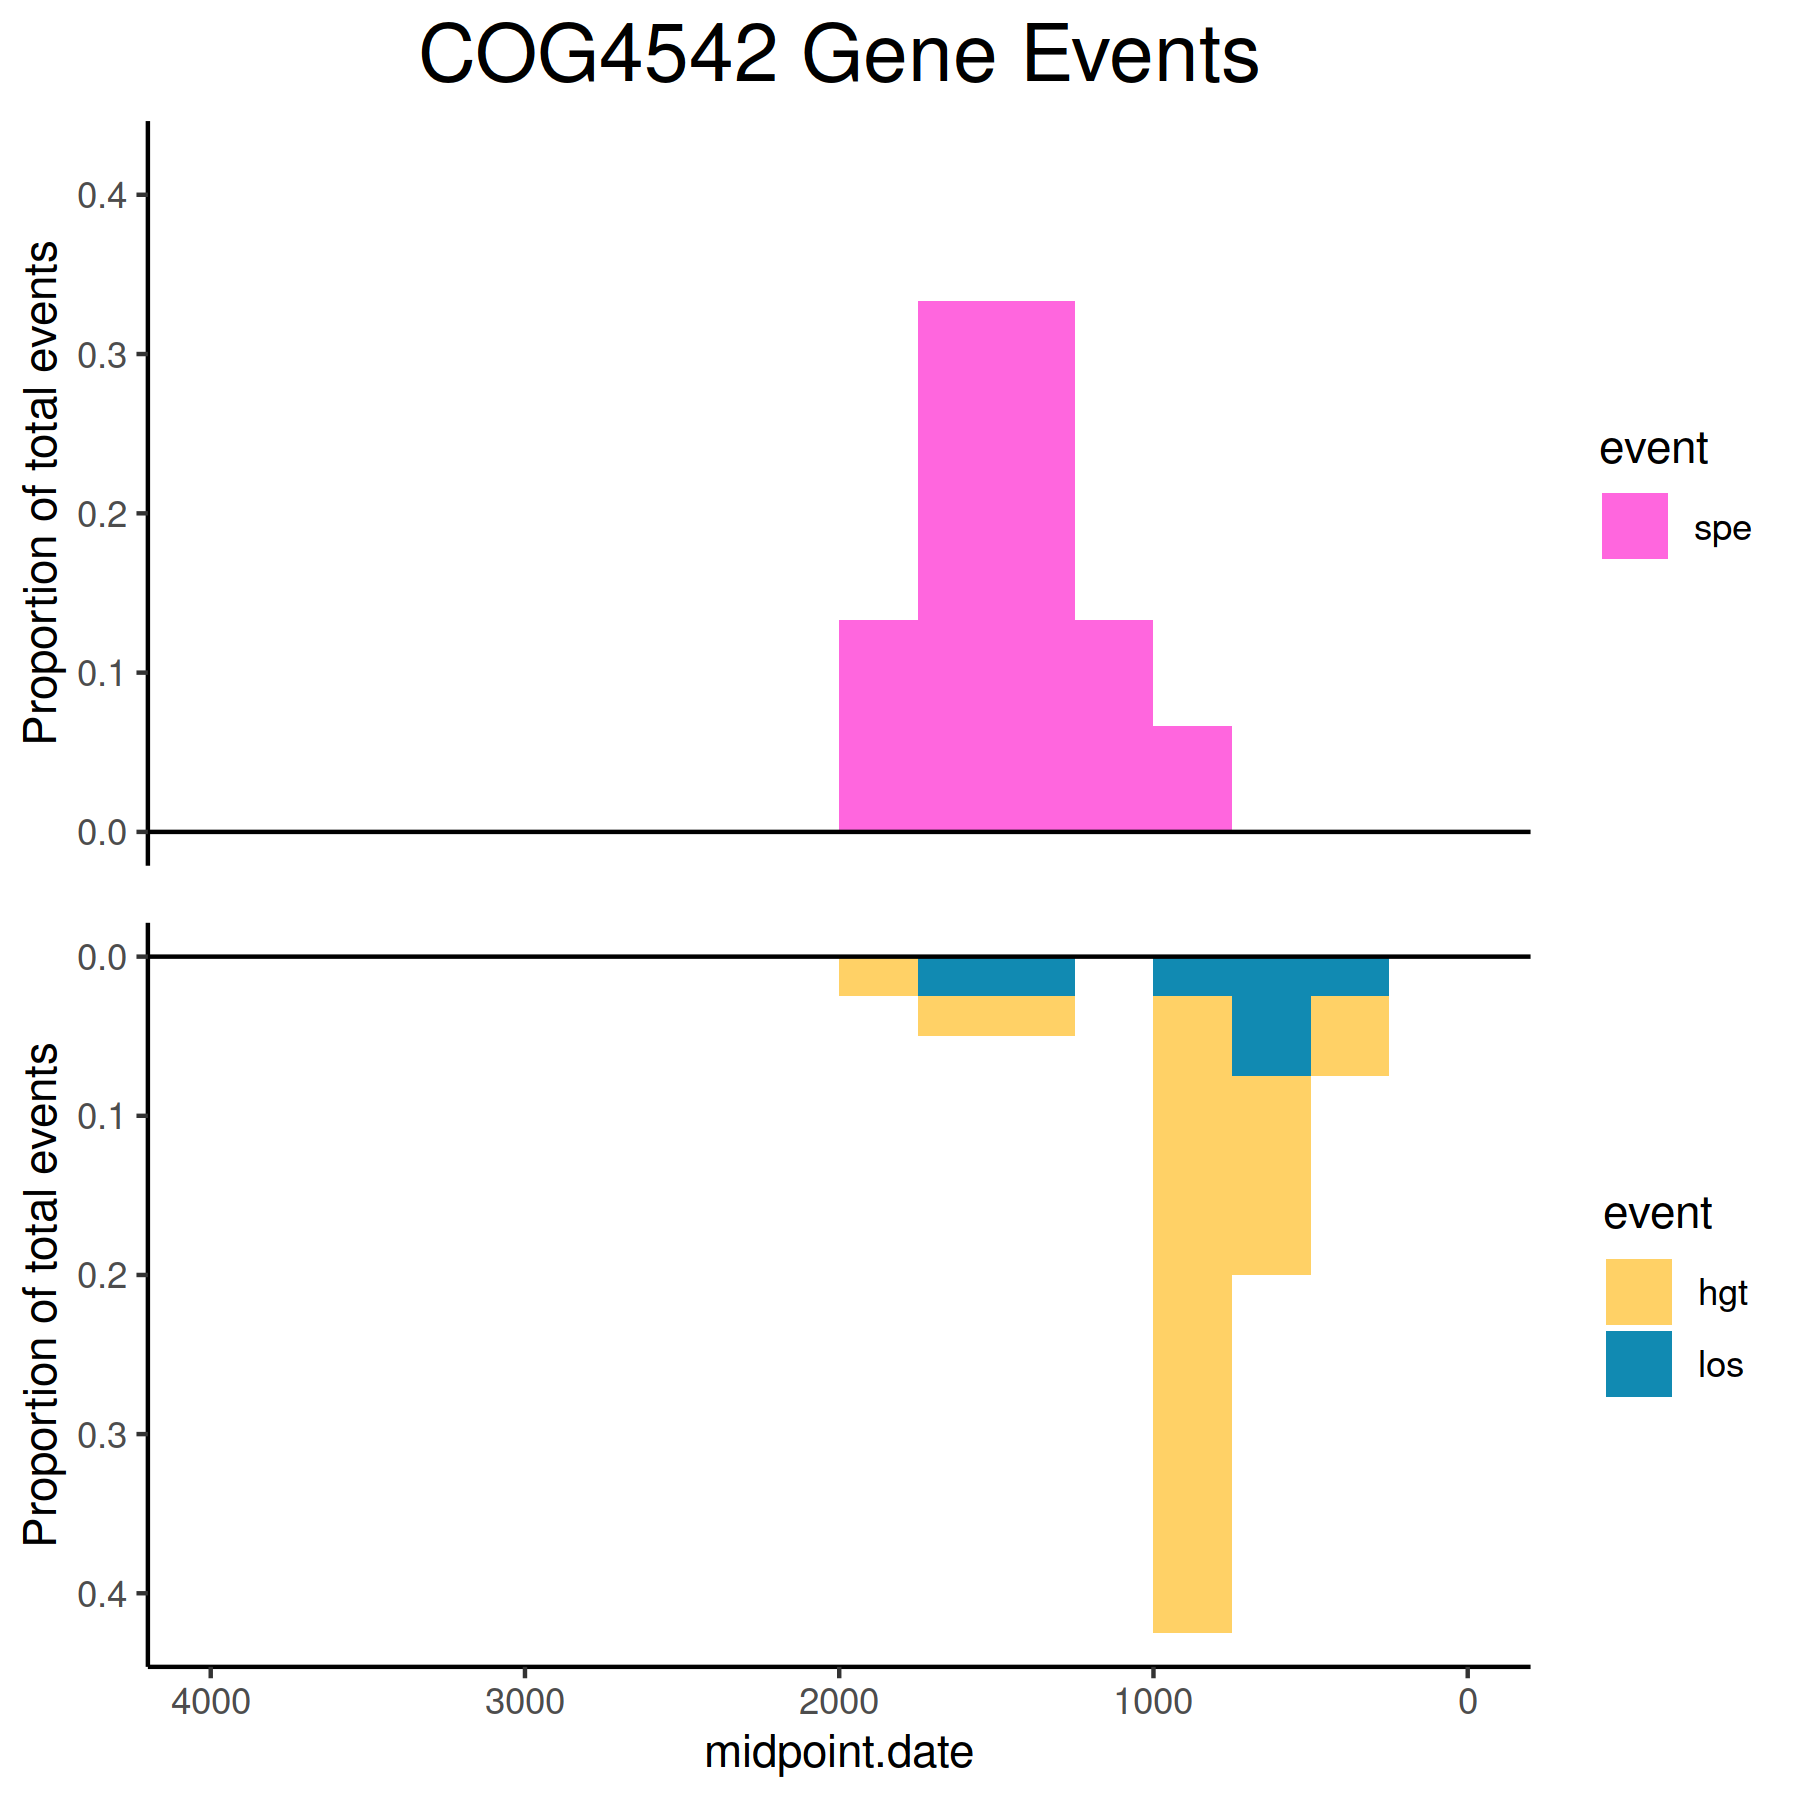 COG4542 Gene Events
Proportion of total events
0.4
0.3
0.2
0.1
0.0
event
spe
Proportion of total events
0.0
0.1
0.2
0.3
0.4
event
hgt
los
4000 3000 2000 1000 0
midpoint.date